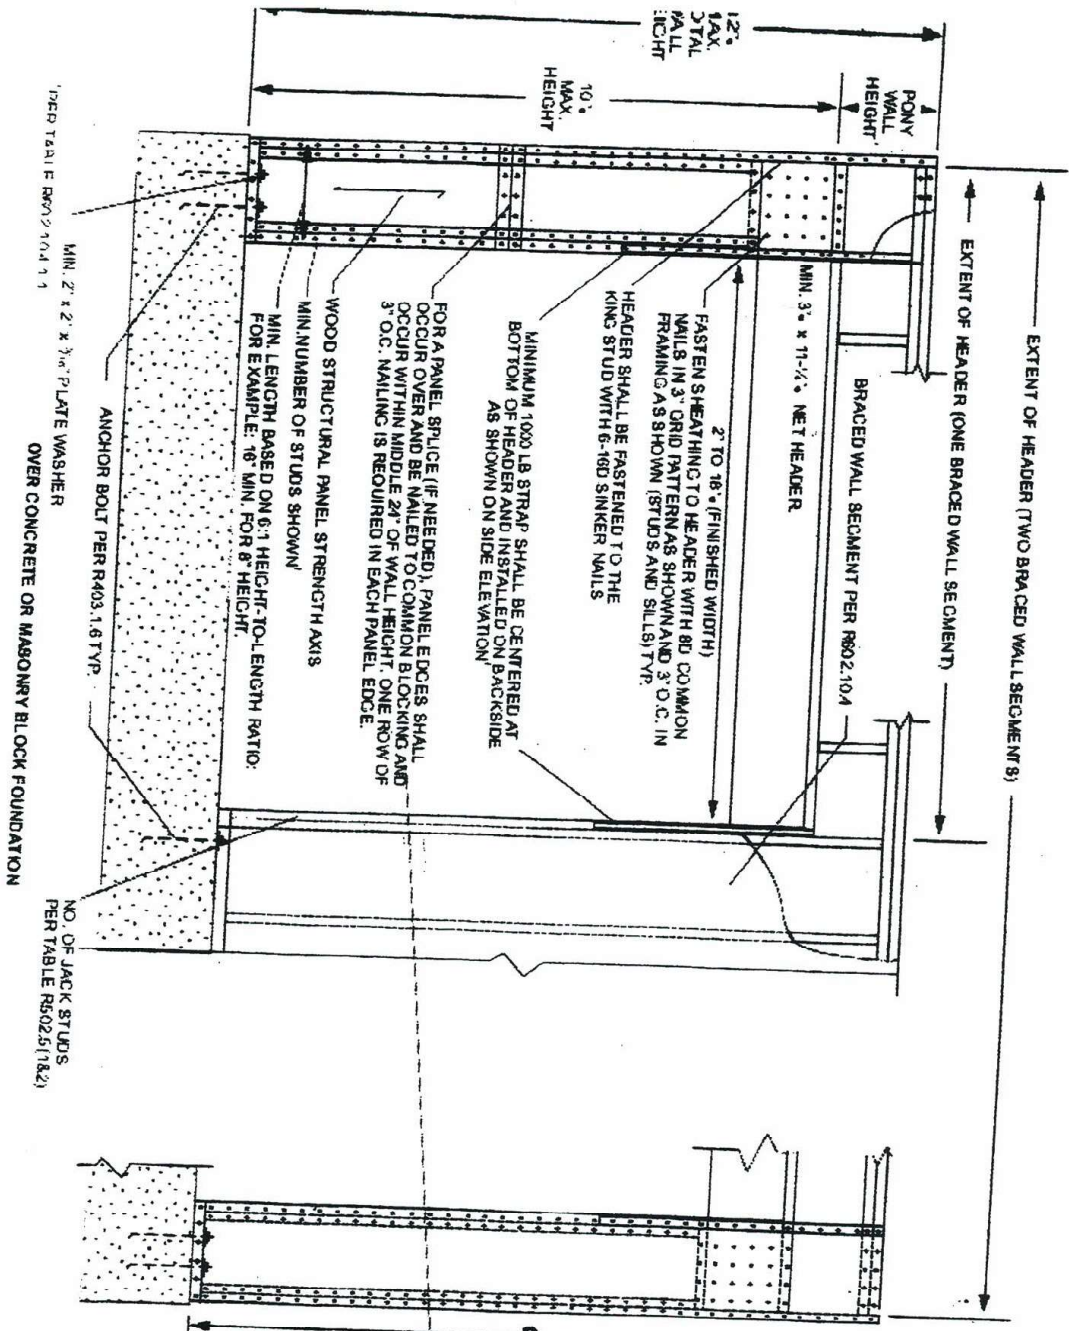 EXTENT OF HEADER (TWO BRACED WALL SEGMENTS)
EXTENT OF HEADER (ONE BRACED WALL SEGMENT)
PONY
WALL
HEIGHT
10'
MAX.
HEIGHT
BRACED WALL SEGMENT PER R602.10.4
MIN. 3" x 11-¼" NET HEADER
2' TO 18' (FINISHED WIDTH)
FASTEN SHEATHING TO HEADER WITH 8D COMMON
NAILS IN 3" GRID PATTERN AS SHOWN AND 3" O.C. IN
FRAMING AS SHOWN (STUDS AND SILLS) TYP.
HEADER SHALL BE FASTENED TO THE
KING STUD WITH 6-16D SINKER NAILS
MINIMUM 1000 LB STRAP SHALL BE CENTERED AT
BOTTOM OF HEADER AND INSTALLED ON BACKSIDE
AS SHOWN ON SIDE ELEVATION
FOR A PANEL SPLICE (IF NEEDED), PANEL EDGES SHALL
OCCUR OVER AND BE NAILED TO COMMON BLOCKING AND
OCCUR WITHIN MIDDLE 24" OF WALL HEIGHT. ONE ROW OF
3" O.C. NAILING IS REQUIRED IN EACH PANEL EDGE.
WOOD STRUCTURAL PANEL STRENGTH AXIS
MIN.NUMBER OF STUDS SHOWN
MIN. LENGTH BASED ON 6:1 HEIGHT-TO-LENGTH RATIO:
FOR EXAMPLE: 16" MIN. FOR 8' HEIGHT.
ANCHOR BOLT PER R403.1.6 TYP.
MIN. 2" x 2" x PLATE WASHER
NO. OF JACK STUDS
PER TABLE R502.5(1&2)
OVER CONCRETE OR MASONRY BLOCK FOUNDATION